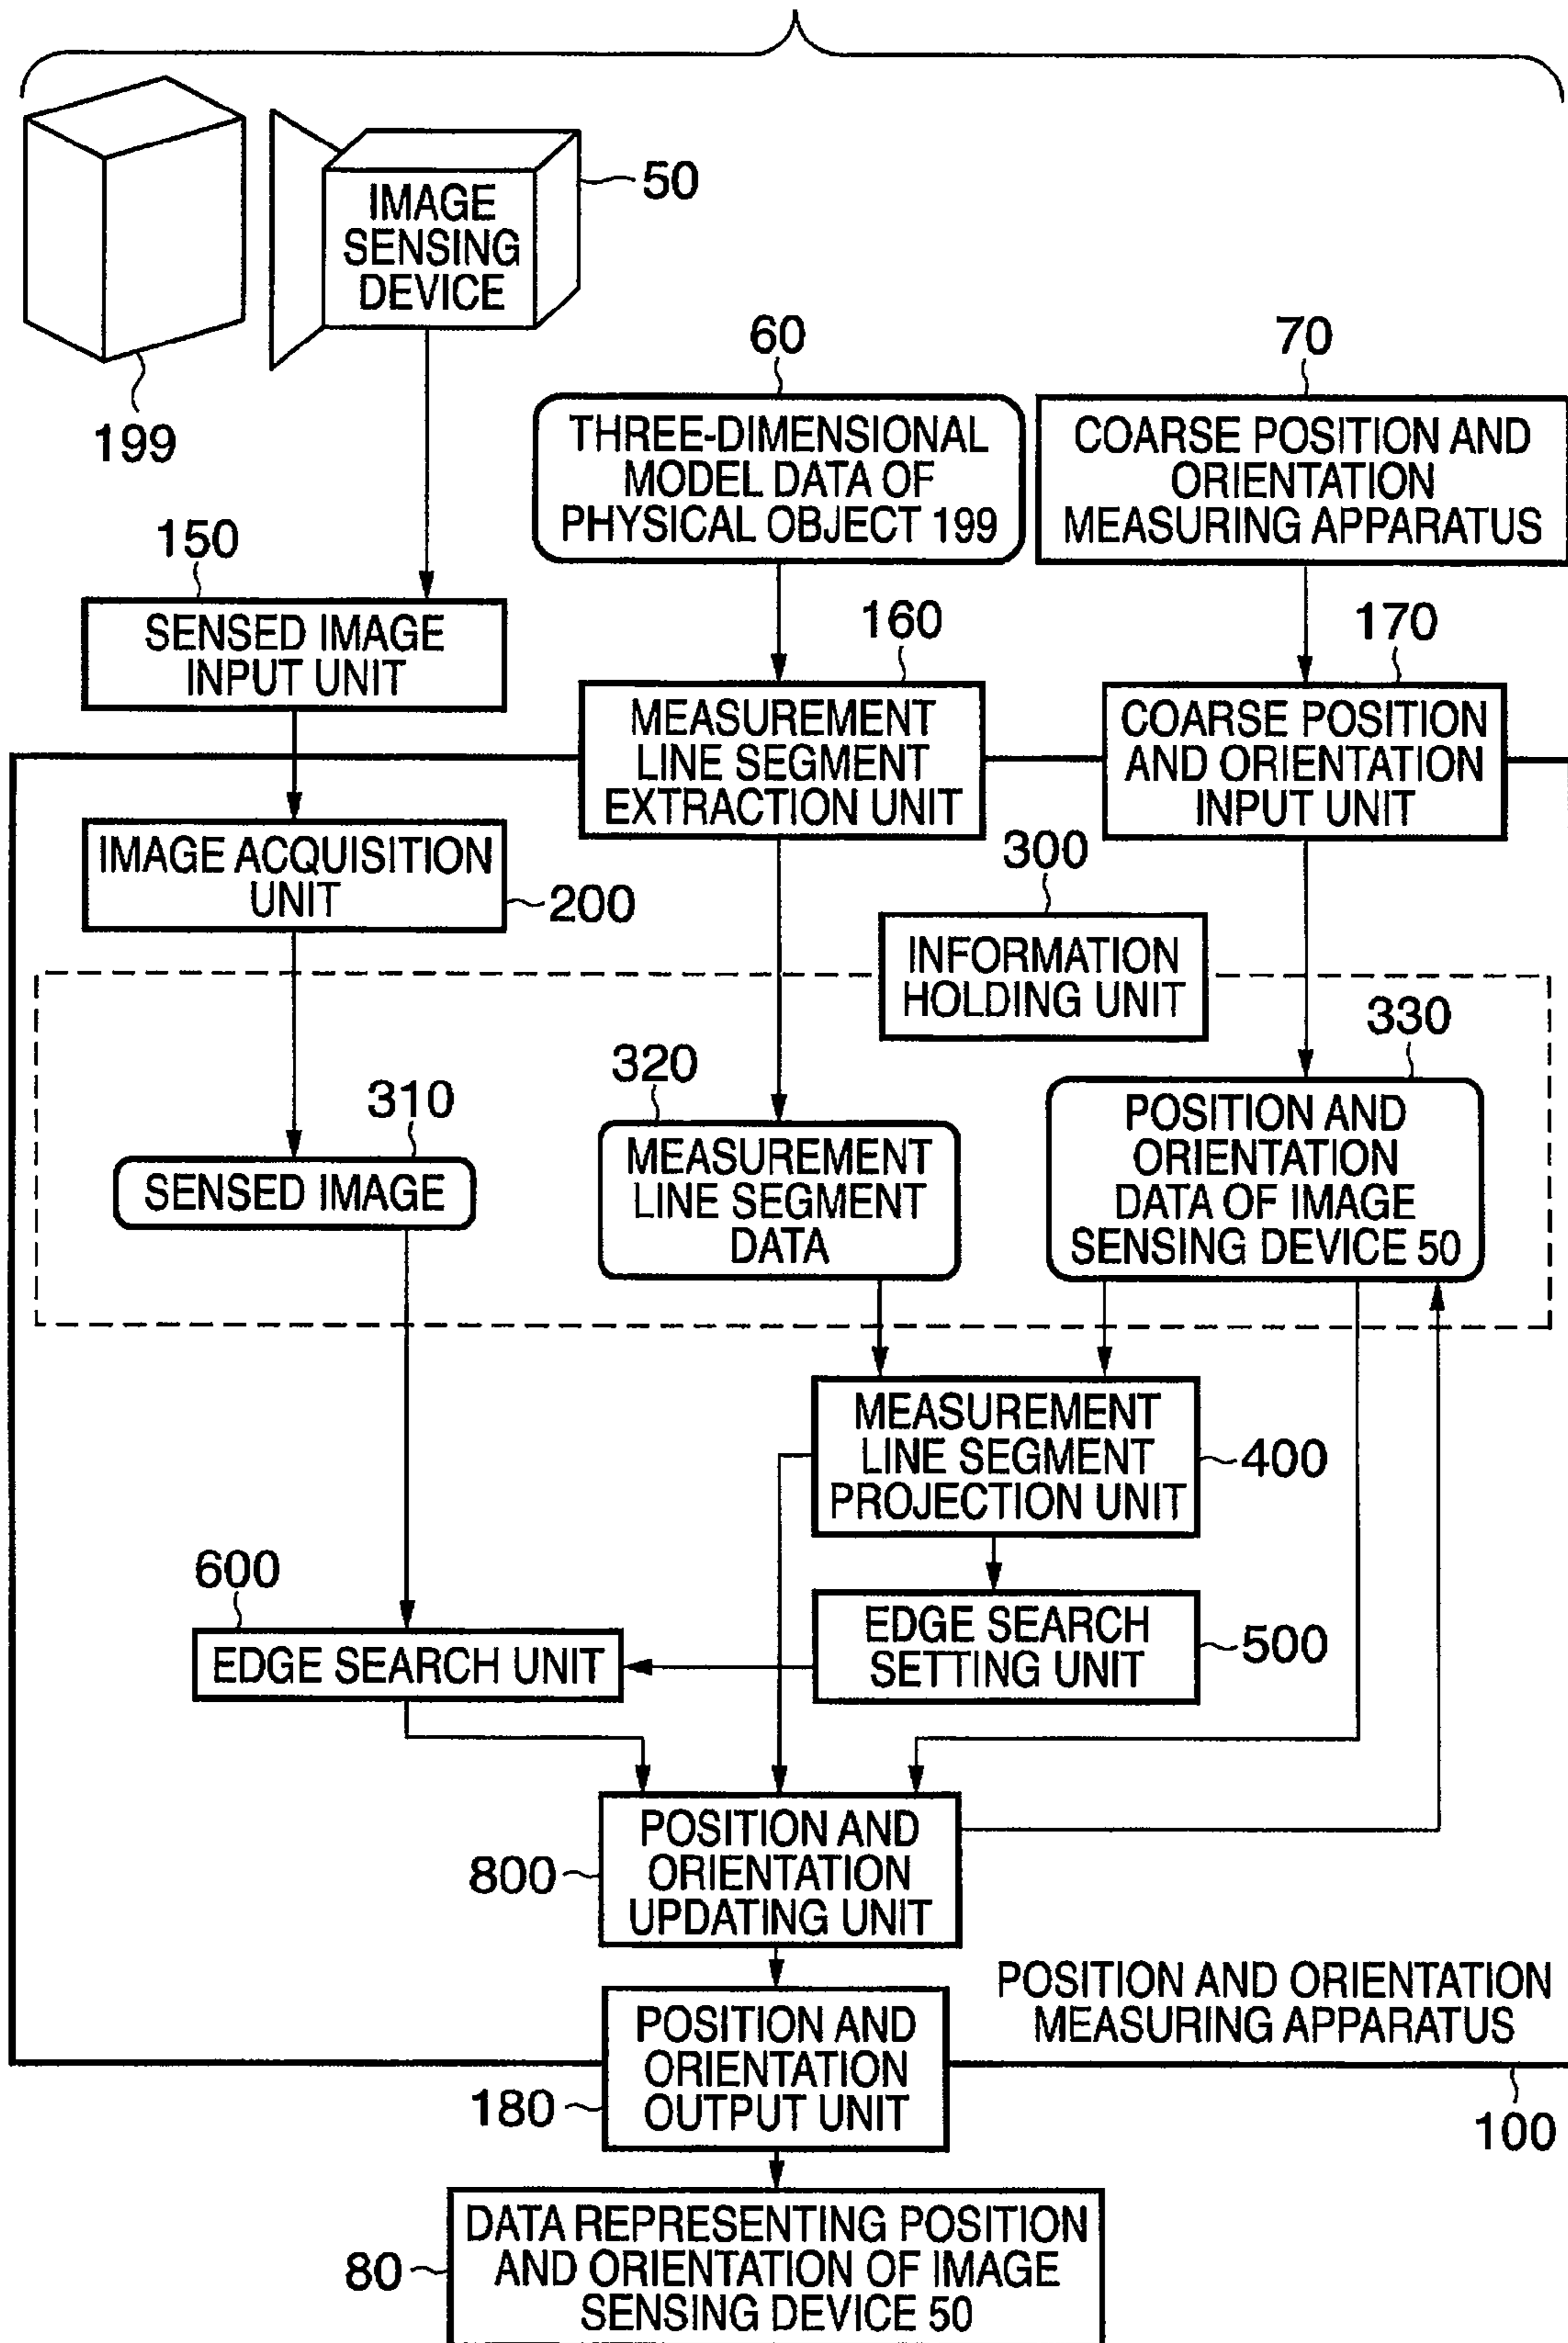 50
IMAGE
SENSING
DEVICE
199
60
70
THREE-DIMENSIONAL
MODEL DATA OF
PHYSICAL OBJECT 199
COARSE POSITION AND
ORIENTATION
MEASURING APPARATUS
150
SENSED IMAGE
INPUT UNIT
160
MEASUREMENT
LINE SEGMENT
EXTRACTION UNIT
170
COARSE POSITION
AND ORIENTATION
INPUT UNIT
IMAGE ACQUISITION
UNIT
200
300
INFORMATION
HOLDING UNIT
310
SENSED IMAGE
320
MEASUREMENT
LINE SEGMENT
DATA
330
POSITION AND
ORIENTATION
DATA OF IMAGE
SENSING DEVICE 50
MEASUREMENT
LINE SEGMENT
PROJECTION UNIT
400
600
EDGE SEARCH UNIT
EDGE SEARCH
SETTING UNIT
500
800
POSITION AND
ORIENTATION
UPDATING UNIT
POSITION AND ORIENTATION
MEASURING APPARATUS
100
180
POSITION AND
ORIENTATION
OUTPUT UNIT
80
DATA REPRESENTING POSITION
AND ORIENTATION OF IMAGE
SENSING DEVICE 50